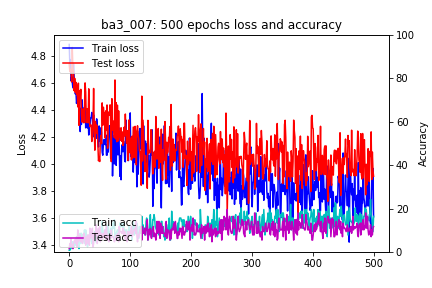 ba3_007: 500 epochs loss and accuracy
Train loss
Test loss
Train acc
Test acc
Loss
4.8
4.6
4.4
4.2
4.0
3.8
3.6
3.4
Accuracy
100
80
60
40
20
0
0 100 200 300 400 500